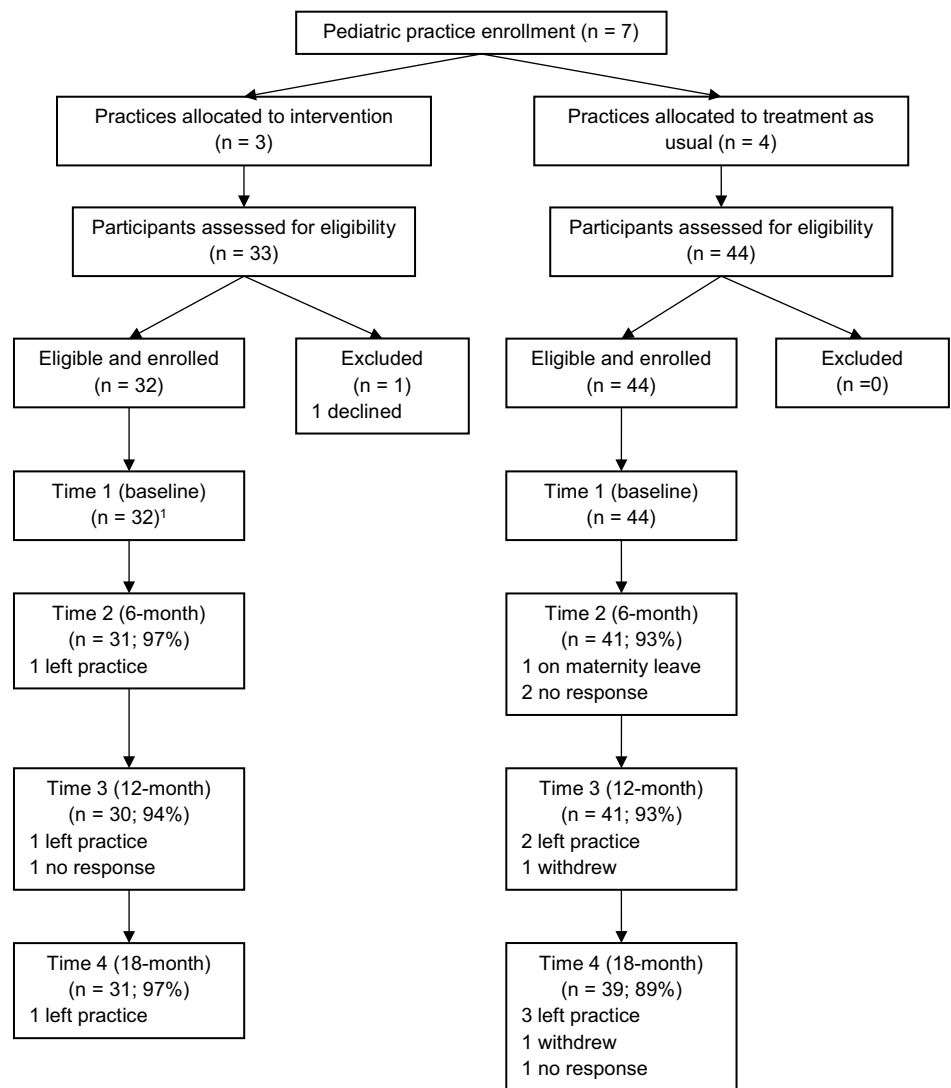 Pediatric practice enrollment (n = 7)
Practices allocated to intervention
(n = 3)
Practices allocated to treatment as
usual (n = 4)
Participants assessed for eligibility
(n = 33)
Participants assessed for eligibility
(n = 44)
Eligible and enrolled
(n = 32)
Excluded
(n = 1)
1 declined
Eligible and enrolled
(n = 44)
Excluded
(n =0)
Time 1 (baseline)
(n = 32)¹
Time 1 (baseline)
(n = 44)
Time 2 (6-month)
(n = 31; 97%)
1 left practice
Time 2 (6-month)
(n = 41; 93%)
1 on maternity leave
2 no response
Time 3 (12-month)
(n = 30; 94%)
1 left practice
1 no response
Time 3 (12-month)
(n = 41; 93%)
2 left practice
1 withdrew
Time 4 (18-month)
(n = 31; 97%)
1 left practice
Time 4 (18-month)
(n = 39; 89%)
3 left practice
1 withdrew
1 no response